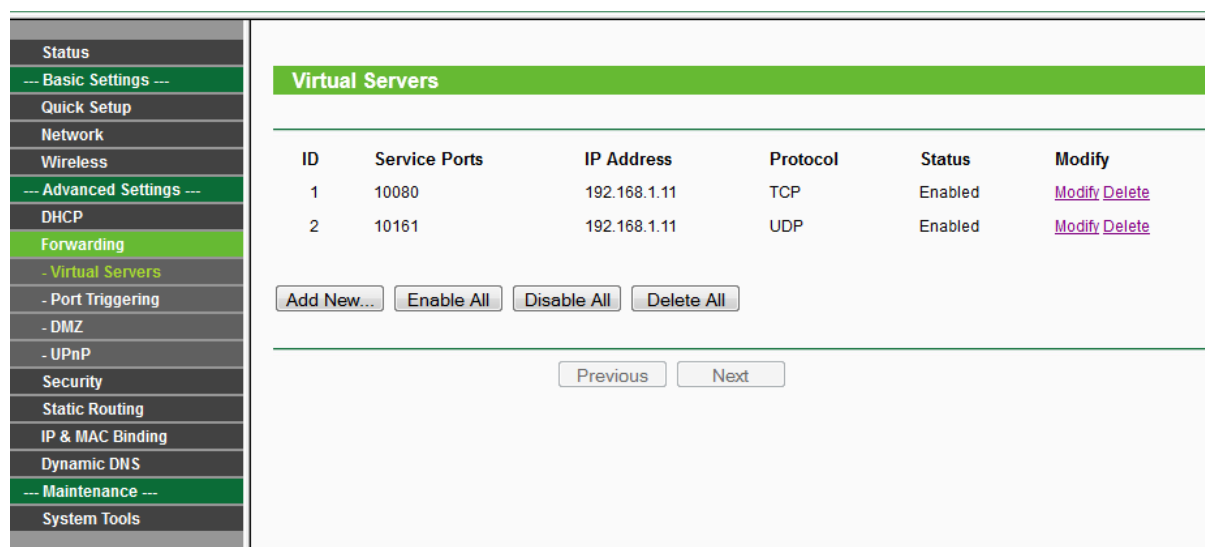 Status
--- Basic Settings ---
Quick Setup
Network
Wireless
--- Advanced Settings ---
DHCP
Forwarding
- Virtual Servers
- Port Triggering
- DMZ
- UPnP
Security
Static Routing
IP & MAC Binding
Dynamic DNS
--- Maintenance ---
System Tools
Virtual Servers
ID Service Ports IP Address Protocol Status Modify
1 10080 192.168.1.11 TCP Enabled Modify Delete
2 10161 192.168.1.11 UDP Enabled Modify Delete
Add New... Enable All Disable All Delete All
Previous Next